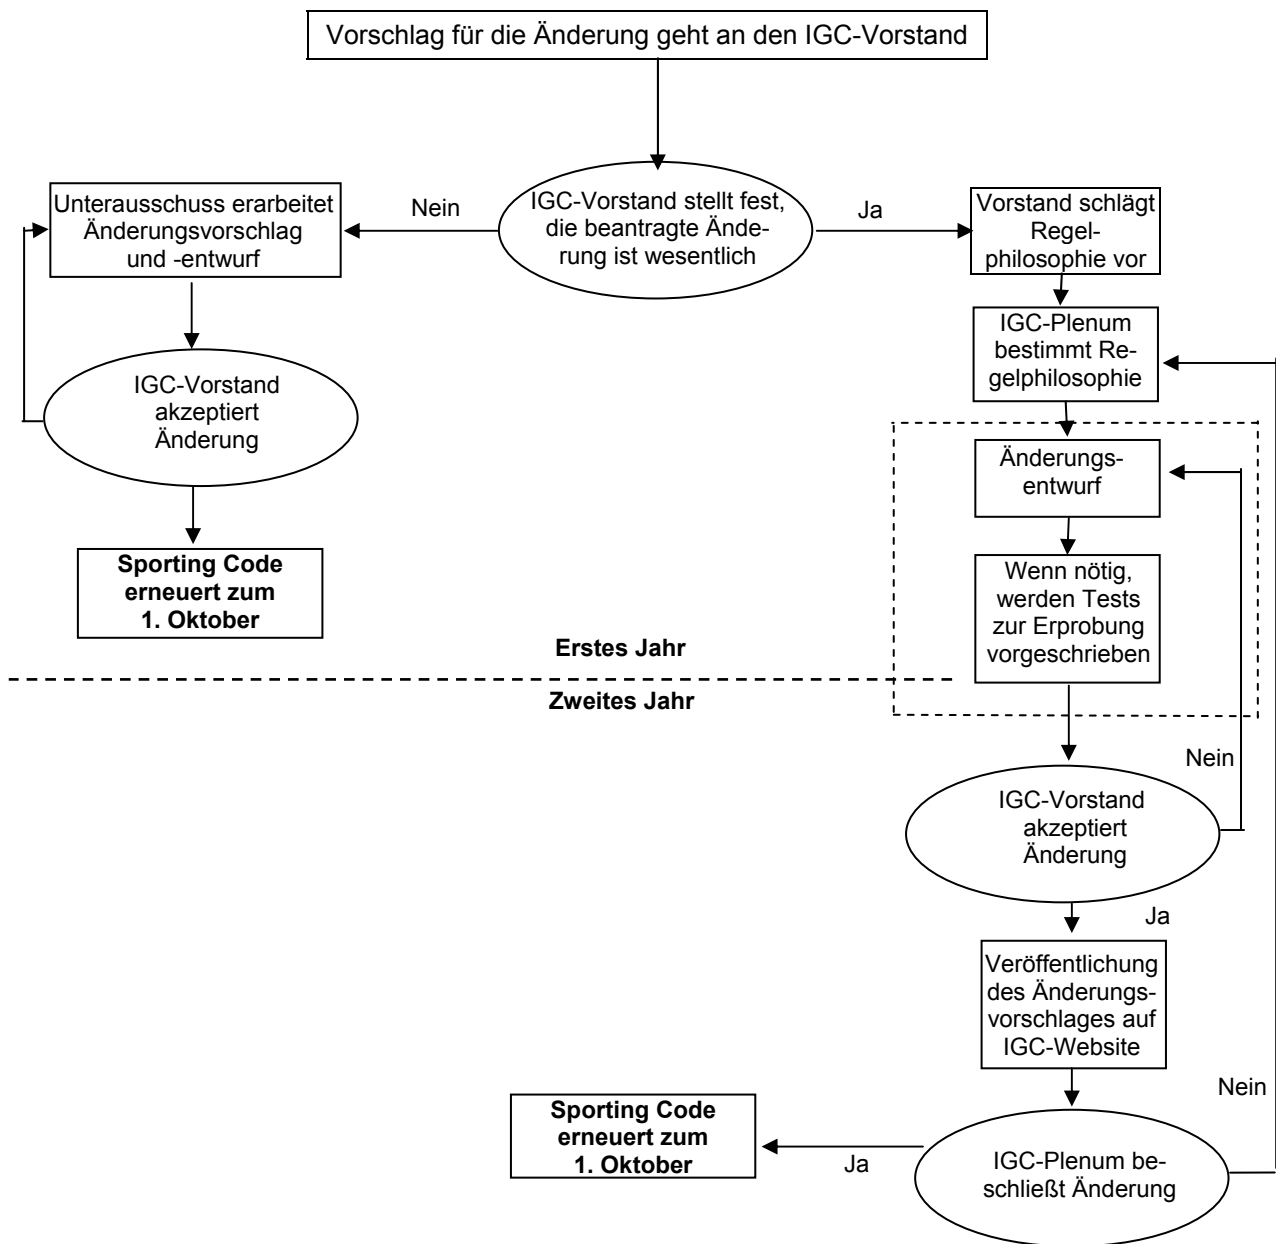 Vorschlag für die Änderung geht an den IGC-Vorstand
Unterausschuss erarbeitet
Änderungsvorschlag
und -entwurf
Nein
IGC-Vorstand stellt fest,
die beantragte Ände-
rung ist wesentlich
Ja
Vorstand schlägt
Regel-
philosophie vor
IGC-Plenum
bestimmt Re-
gelphilosophie
IGC-Vorstand
akzeptiert
Änderung
Änderungs-
entwurf
Sporting Code
erneuert zum
1. Oktober
Wenn nötig,
werden Tests
zur Erprobung
vorgeschrieben
Erstes Jahr
Zweites Jahr
Nein
IGC-Vorstand
akzeptiert
Änderung
Ja
Veröffentlichung
des Änderungs-
vorschlages auf
IGC-Website
Nein
Sporting Code
erneuert zum
1. Oktober
Ja
IGC-Plenum be-
schließt Änderung